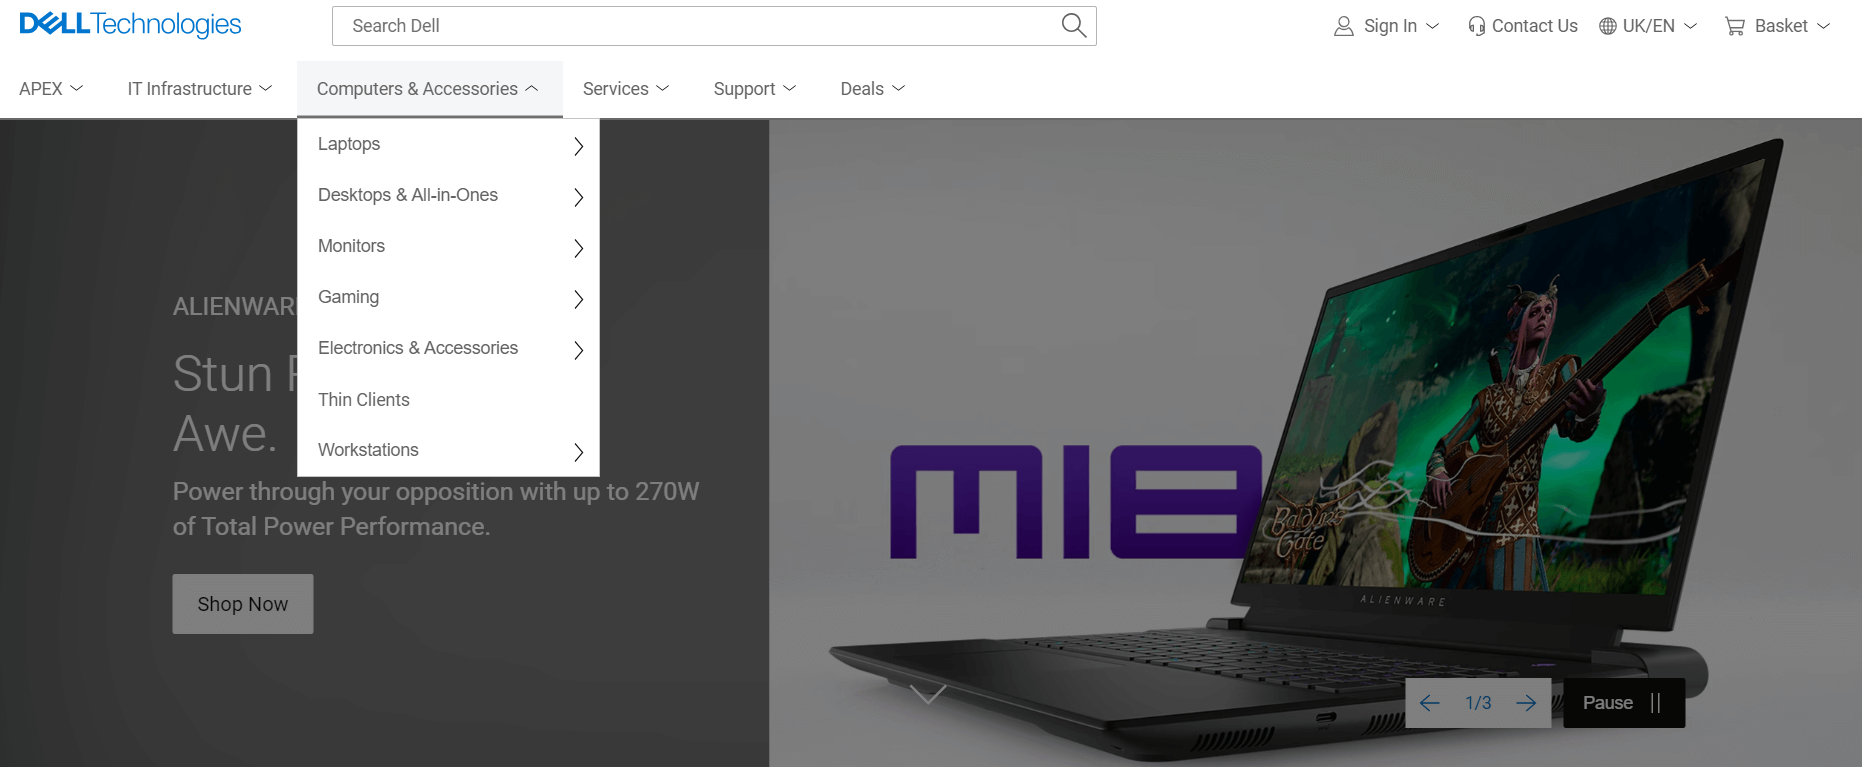 DELL Technologies
Search Dell
Sign In
Contact Us
UK/EN
Basket
APEX
IT Infrastructure
Computers & Accessories
Services
Support
Deals
Laptops
Desktops & All-in-Ones
Monitors
Gaming
Electronics & Accessories
Thin Clients
Workstations
ALIENWAR
Stun
Awe.
Power through your opposition with up to 270W
of Total Power Performance.
Shop Now
M18
Baldur's
Gate
ALIENWARE
1/3
Pause